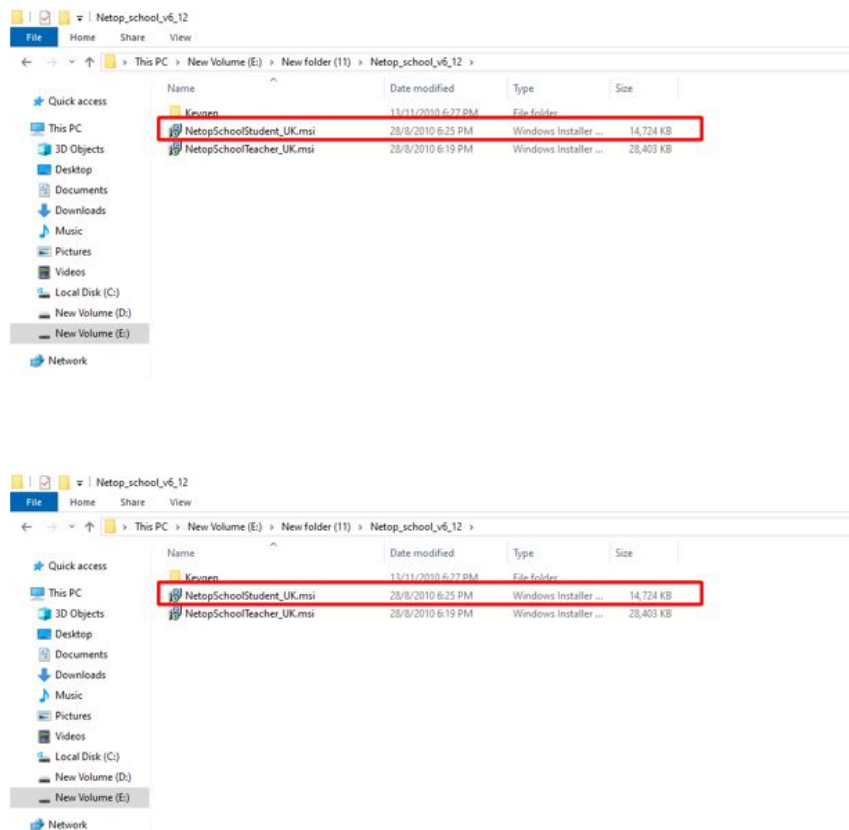 Netop_school_v6_12
File Home Share View
This PC > New Volume (E:) > New folder (11) > Netop_school_v6_12 >
Name Date modified Type Size
Quick access
Keygen 13/11/2010 6:27 PM File folder
This PC
NetopSchoolStudent_UK.msi 28/8/2010 6:25 PM Windows Installer ... 14,724 KB
3D Objects
NetopSchoolTeacher_UK.msi 28/8/2010 6:19 PM Windows Installer ... 28,403 KB
Desktop
Documents
Downloads
Music
Pictures
Videos
Local Disk (C:)
New Volume (D:)
New Volume (E:)
Network
Netop_school_v6_12
File Home Share View
This PC > New Volume (E:) > New folder (11) > Netop_school_v6_12 >
Name Date modified Type Size
Quick access
Keygen 13/11/2010 6:27 PM File folder
This PC
NetopSchoolStudent_UK.msi 28/8/2010 6:25 PM Windows Installer ... 14,724 KB
3D Objects
NetopSchoolTeacher_UK.msi 28/8/2010 6:19 PM Windows Installer ... 28,403 KB
Desktop
Documents
Downloads
Music
Pictures
Videos
Local Disk (C:)
New Volume (D:)
New Volume (E:)
Network